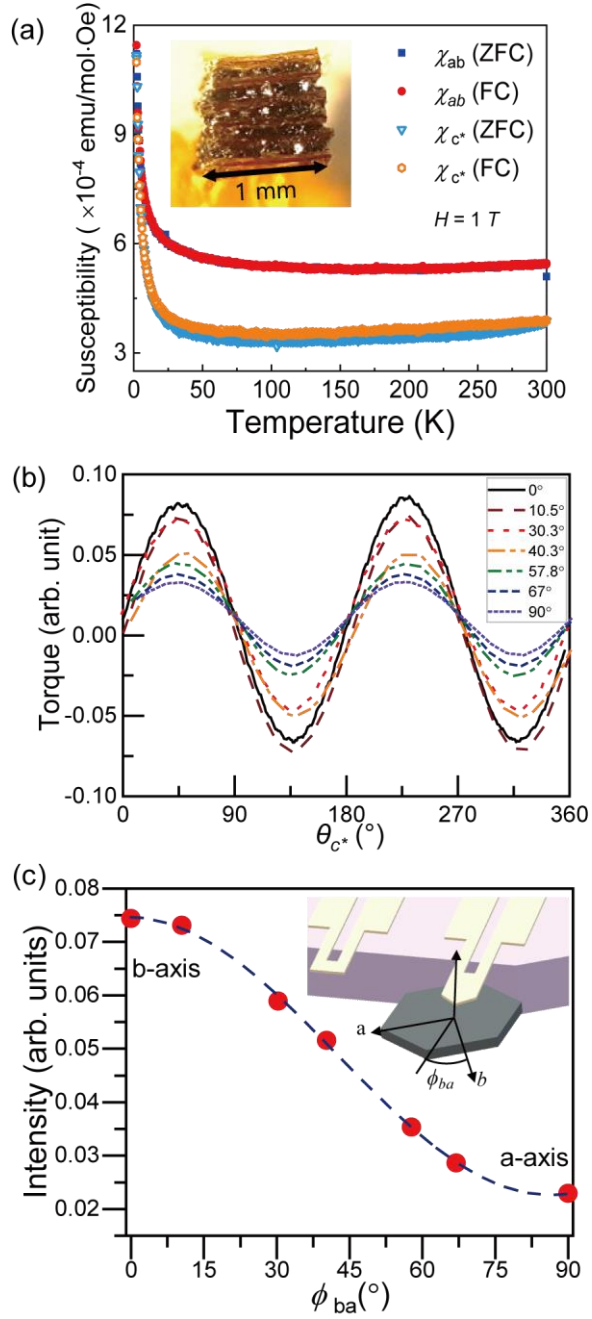 (a)
12
9
6
3
Susceptibility ( ×10⁻⁴ emu/mol·Oe)
χab (ZFC)
χab (FC)
χc* (ZFC)
χc* (FC)
H = 1 T
1 mm
0 50 100 150 200 250 300
Temperature (K)
(b)
0.10
0.05
0.00
-0.05
-0.10
Torque (arb. unit)
0°
10.5°
30.3°
40.3°
57.8°
67°
90°
0 90 180 270 360
θc* (°)
(c)
0.08
0.07
0.06
0.05
0.04
0.03
0.02
Intensity (arb. units)
b-axis
a-axis
a
ϕba
b
0 15 30 45 60 75 90
ϕba(°)